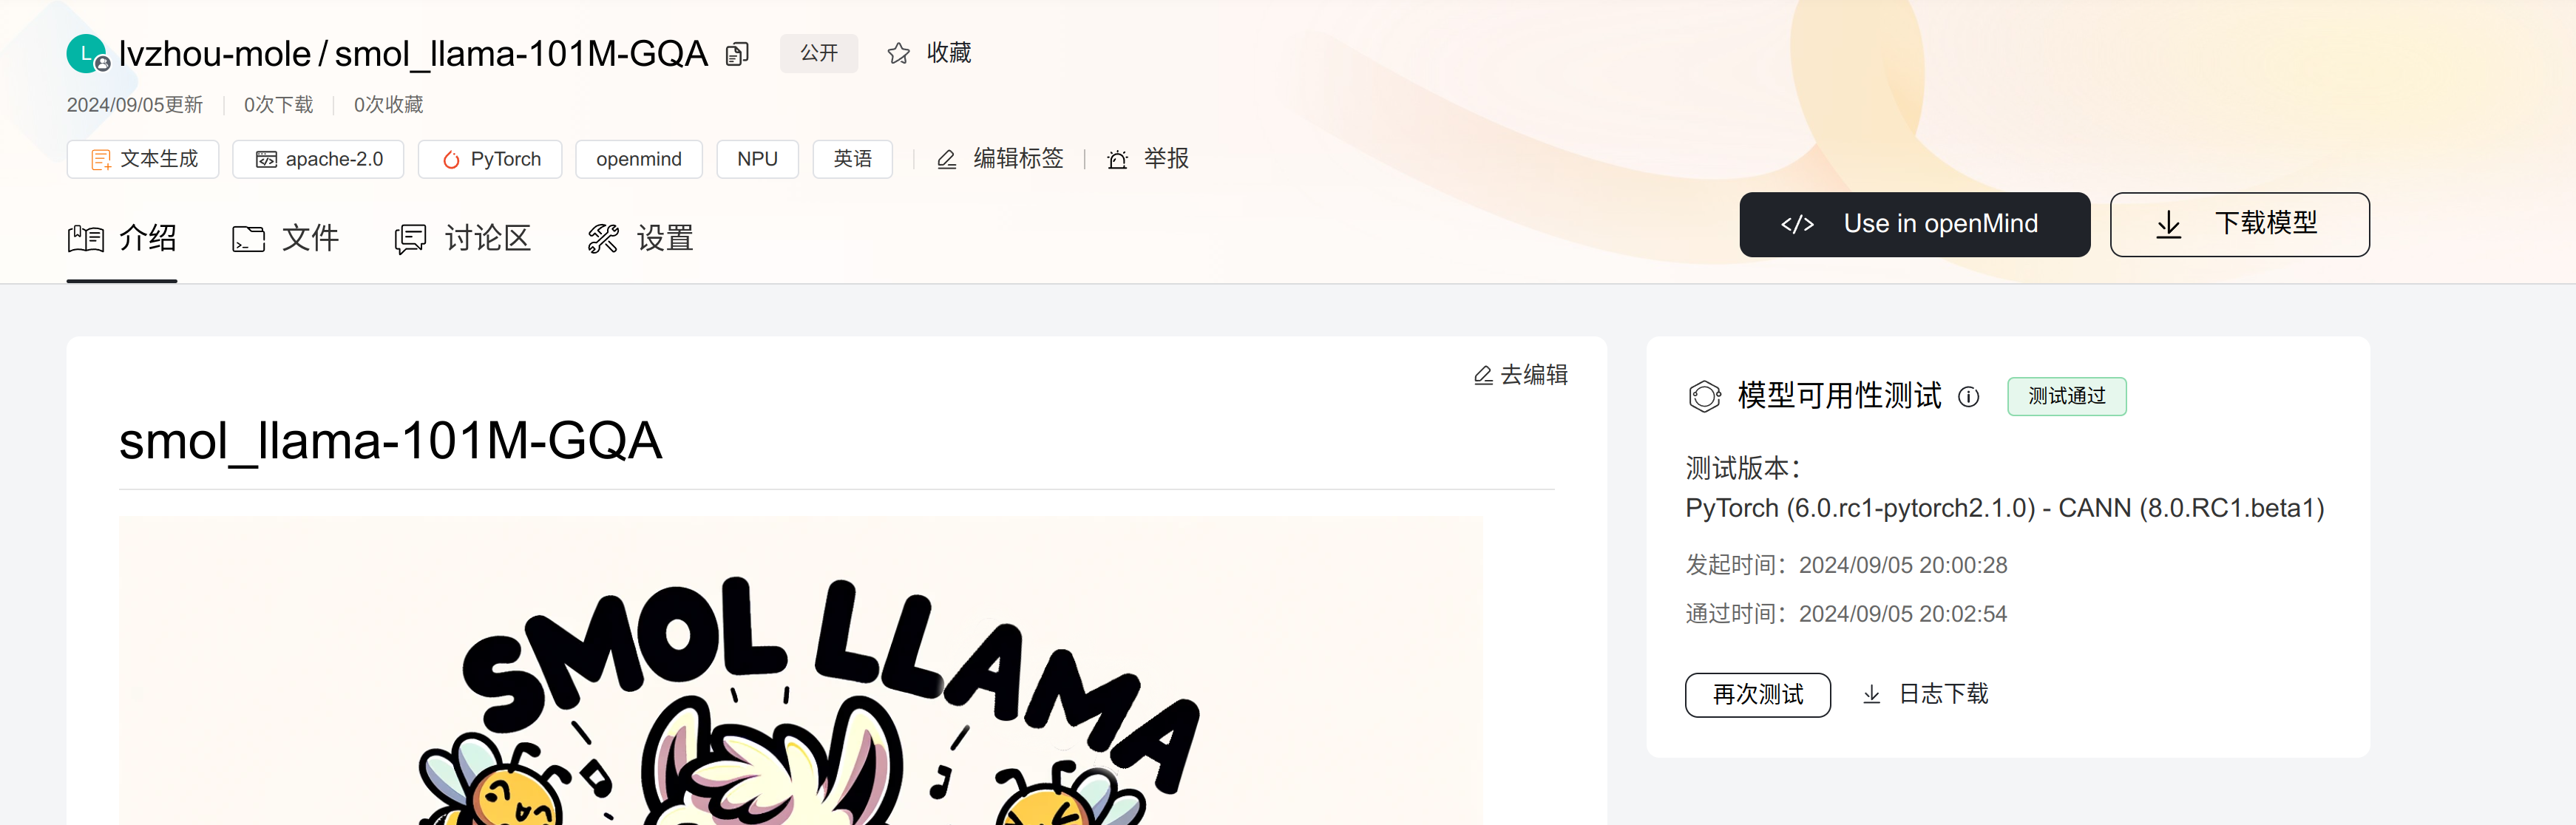 L lvzhou-mole / smol_llama-101M-GQA 公开 收藏
2024/09/05更新 0次下载 0次收藏
文本生成 apache-2.0 PyTorch openmind NPU 英语 编辑标签 举报
介绍 文件 讨论区 设置
Use in openMind 下载模型
去编辑
smol_llama-101M-GQA
SMOL LLAMA
模型可用性测试 测试通过
测试版本：
PyTorch (6.0.rc1-pytorch2.1.0) - CANN (8.0.RC1.beta1)
发起时间：2024/09/05 20:00:28
通过时间：2024/09/05 20:02:54
再次测试 日志下载